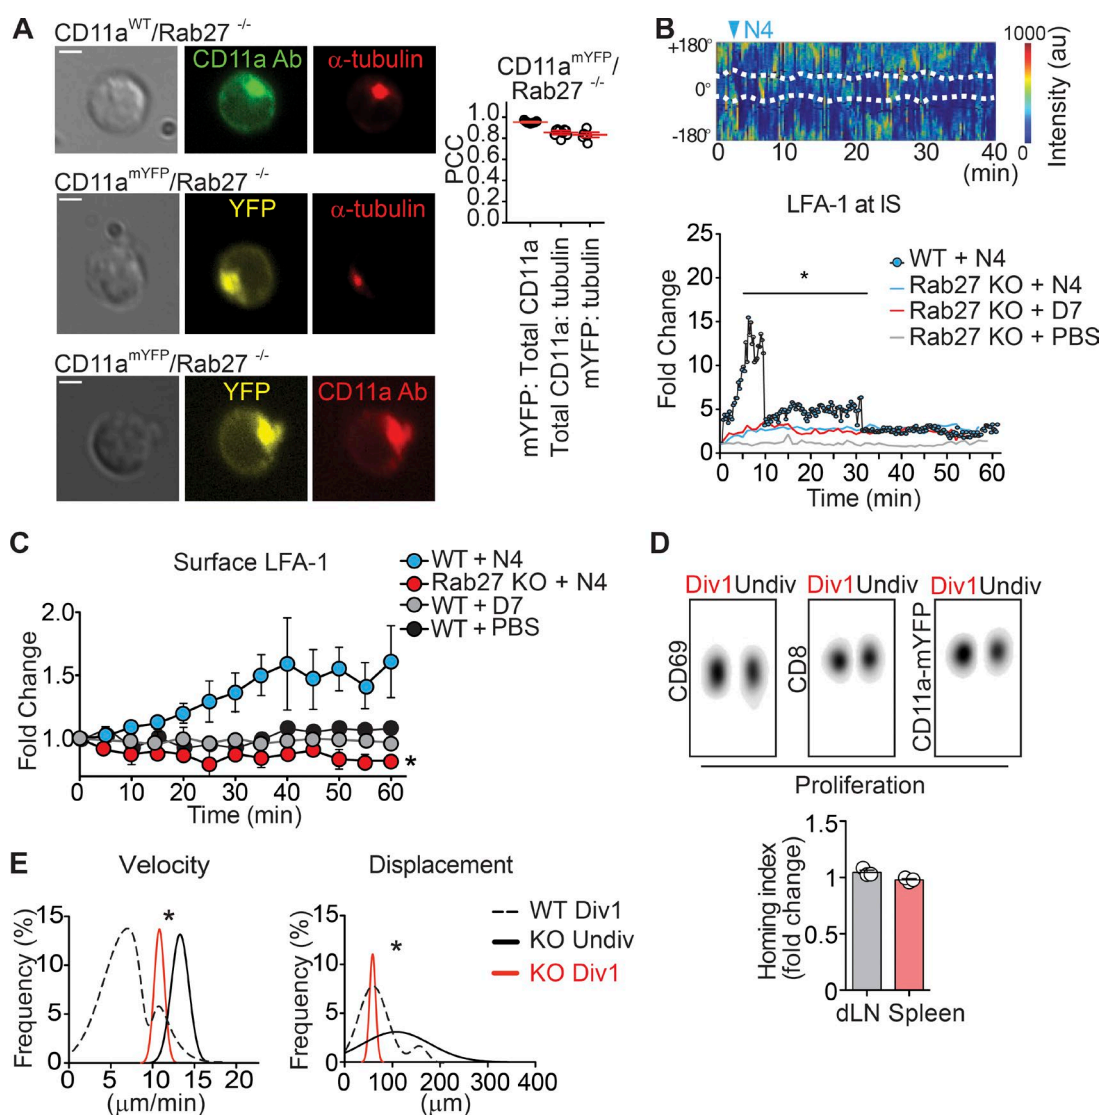 A
CD11aWT/Rab27 -/-
CD11a Ab
α-tubulin
CD11amYFP/Rab27 -/-
YFP
α-tubulin
CD11amYFP/Rab27 -/-
YFP
CD11a Ab
CD11amYFP/
Rab27 -/-
PCC
1.0
0.8
0.6
0.4
0.2
0.0
mYFP: Total CD11a
Total CD11a: tubulin
mYFP: tubulin
B
N4
+180°
0°
-180°
0 10 20 30 40
(min)
1000
0
Intensity (au)
LFA-1 at IS
Fold Change
25
20
15
10
5
0
WT + N4
Rab27 KO + N4
Rab27 KO + D7
Rab27 KO + PBS
*
0 10 20 30 40 50 60
Time (min)
C
Surface LFA-1
WT + N4
Rab27 KO + N4
WT + D7
WT + PBS
Fold Change
2.0
1.5
1.0
*
0 10 20 30 40 50 60
Time (min)
D
Div1 Undiv
Div1 Undiv
Div1 Undiv
CD69
CD8
CD11a-mYFP
Proliferation
Homing index
(fold change)
1.5
1
0.5
0
dLN Spleen
E
Velocity
Frequency (%)
15
10
5
0
*
0 5 10 15 20
(μm/min)
Displacement
Frequency (%)
15
10
5
0
*
0 100 200 300 400
(μm)
WT Div1
KO Undiv
KO Div1